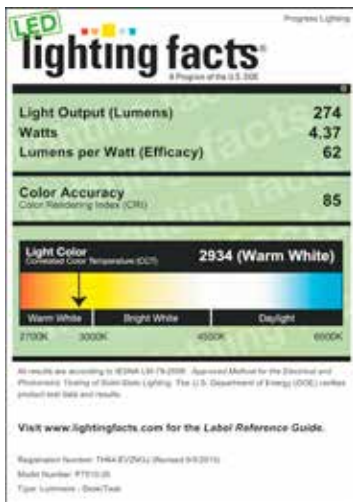 Progress Lighting
LED
lighting facts®
A Program of the U.S. DOE
Light Output (Lumens) 274
Watts 4.37
Lumens per Watt (Efficacy) 62
Color Accuracy 85
Color Rendering Index (CRI)
Light Color 2934 (Warm White)
Correlated Color Temperature (CCT)
Warm White Bright White Daylight
2700K 3000K 4500K 6500K
All results are according to IESNA LM-79-2008: Approved Method for the Electrical and
Photometric Testing of Solid-State Lighting. The U.S. Department of Energy (DOE) verifies
product test data and results.
Visit www.lightingfacts.com for the Label Reference Guide.
Registration Number:
Model Number:
Type: Luminaire - Desk/Task